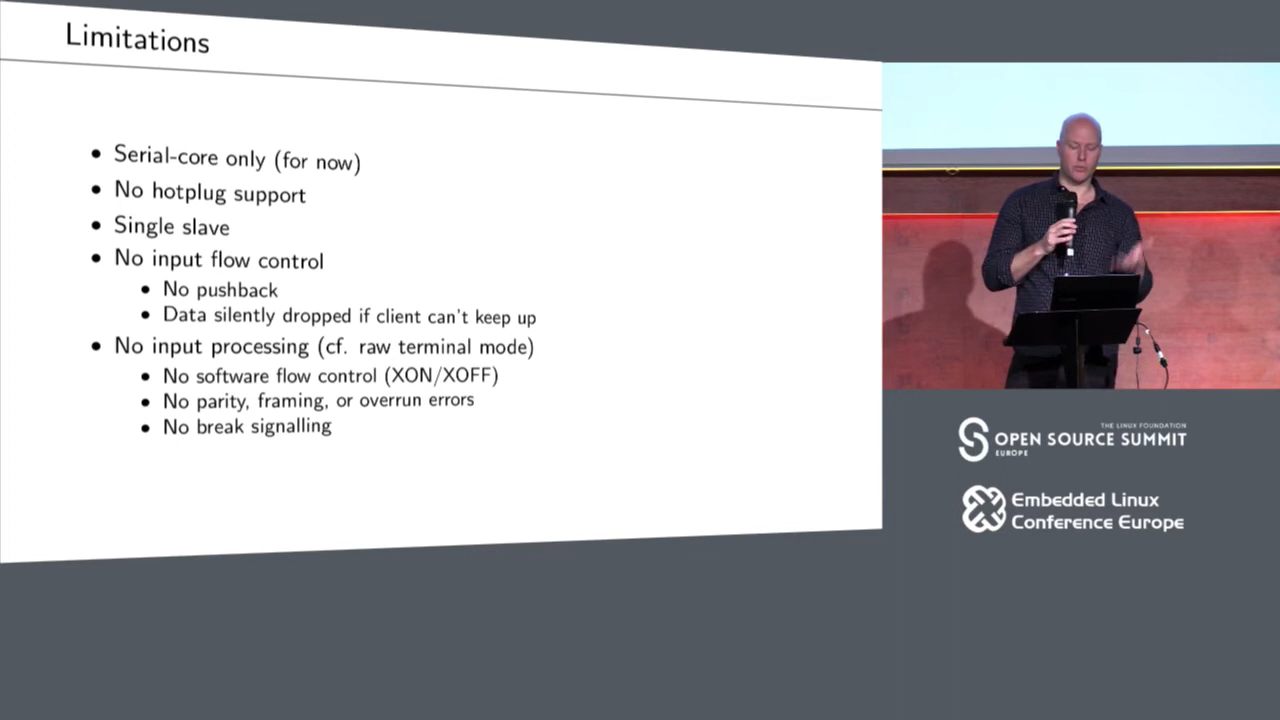 Limitations
• Serial-core only (for now)
• No hotplug support
• Single slave
• No input flow control
• No pushback
• Data silently dropped if client can't keep up
• No input processing (cf. raw terminal mode)
• No software flow control (XON/XOFF)
• No parity, framing, or overrun errors
• No break signalling
THE LINUX FOUNDATION
OPEN SOURCE SUMMIT
EUROPE
Embedded Linux
Conference Europe